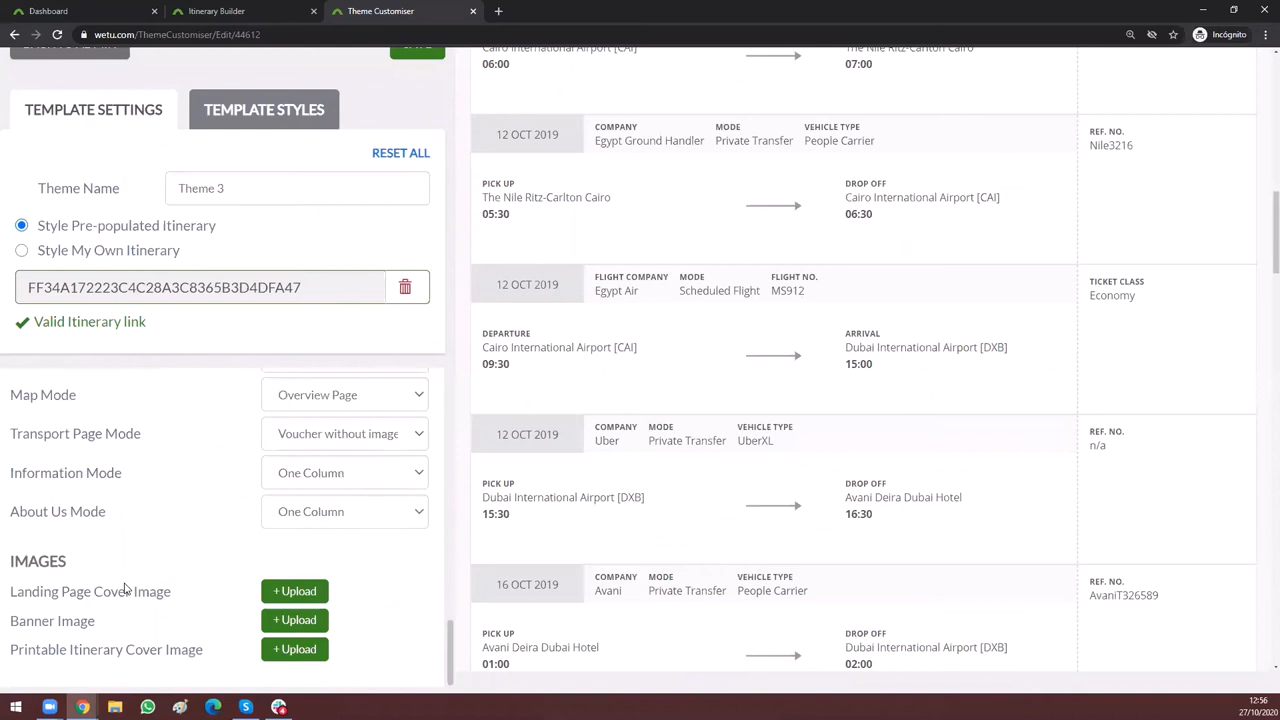 Dashboard
Itinerary Builder
Theme Customiser
wetu.com/ThemeCustomiser/Edit/44612
Incógnito
TEMPLATE SETTINGS
TEMPLATE STYLES
RESET ALL
Theme Name
Theme 3
Style Pre-populated Itinerary
Style My Own Itinerary
FF34A172223C4C28A3C8365B3D4DFA47
Valid Itinerary link
Map Mode
Overview Page
Transport Page Mode
Voucher without image
Information Mode
One Column
About Us Mode
One Column
IMAGES
Landing Page Cover Image
+ Upload
Banner Image
+ Upload
Printable Itinerary Cover Image
+ Upload
Cairo International Airport [CAI]
The Nile Ritz-Carlton Cairo
06:00
07:00
12 OCT 2019
COMPANY MODE VEHICLE TYPE
Egypt Ground Handler Private Transfer People Carrier
REF. NO.
Nile3216
PICK UP DROP OFF
The Nile Ritz-Carlton Cairo Cairo International Airport [CAI]
05:30 06:30
12 OCT 2019
FLIGHT COMPANY MODE FLIGHT NO.
Egypt Air Scheduled Flight MS912
TICKET CLASS
Economy
DEPARTURE ARRIVAL
Cairo International Airport [CAI] Dubai International Airport [DXB]
09:30 15:00
12 OCT 2019
COMPANY MODE VEHICLE TYPE
Uber Private Transfer UberXL
REF. NO.
n/a
PICK UP DROP OFF
Dubai International Airport [DXB] Avani Deira Dubai Hotel
15:30 16:30
16 OCT 2019
COMPANY MODE VEHICLE TYPE
Avani Private Transfer People Carrier
REF. NO.
AvaniT326589
PICK UP DROP OFF
Avani Deira Dubai Hotel Dubai International Airport [DXB]
01:00 02:00
12:56
27/10/2020